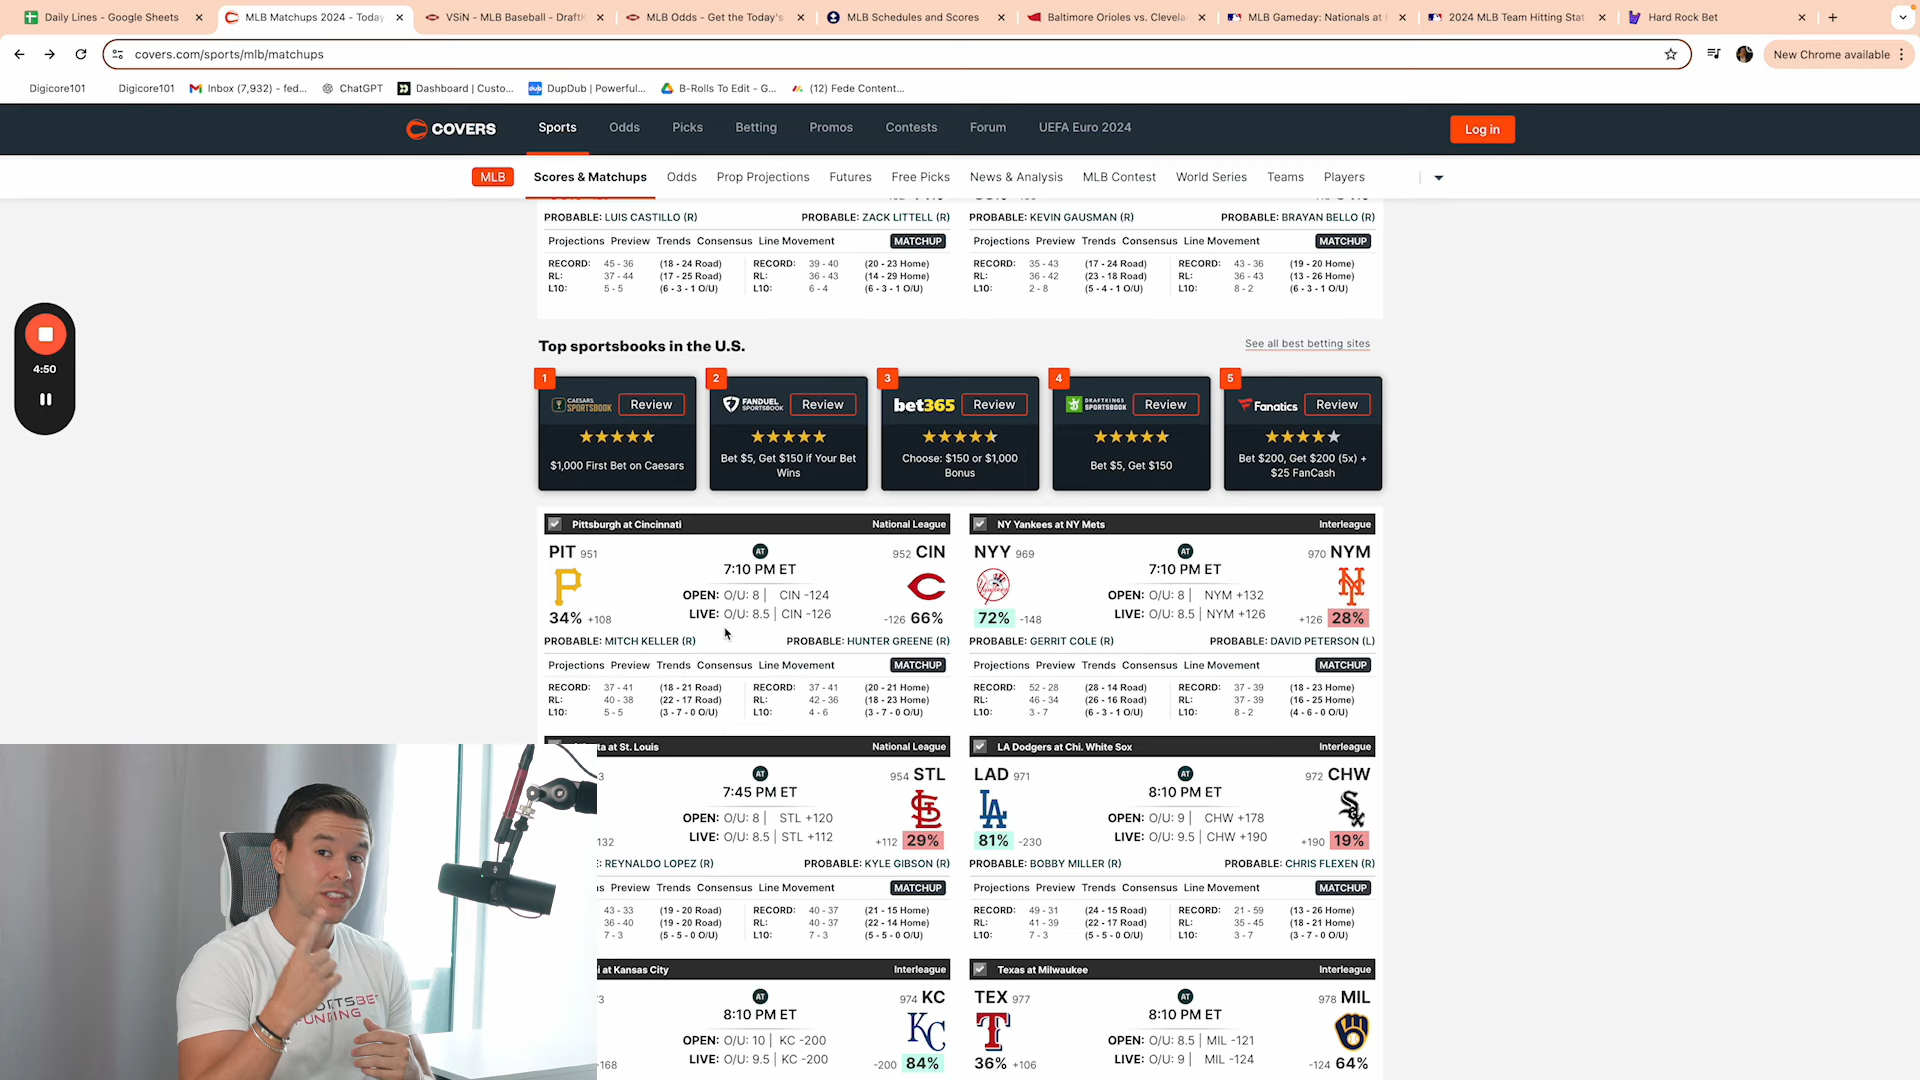 Daily Lines - Google Sheets
MLB Matchups 2024 - Today
VSiN - MLB Baseball - DraftK
MLB Odds - Get the Today's
MLB Schedules and Scores
Baltimore Orioles vs. Clevela
MLB Gameday: Nationals at
2024 MLB Team Hitting Stat
Hard Rock Bet
covers.com/sports/mlb/matchups
New Chrome available
Digicore101
Digicore101
Inbox (7,932) - fed...
ChatGPT
Dashboard | Custo...
DupDub | Powerful...
B-Rolls To Edit - G...
(12) Fede Content...
COVERS
Sports Odds Picks Betting Promos Contests Forum UEFA Euro 2024
Log in
MLB Scores & Matchups Odds Prop Projections Futures Free Picks News & Analysis MLB Contest World Series Teams Players
PROBABLE: LUIS CASTILLO (R) PROBABLE: ZACK LITTELL (R)
Projections Preview Trends Consensus Line Movement MATCHUP
RECORD: 45 - 36 (18 - 24 Road) RECORD: 39 - 40 (20 - 23 Home)
RL: 37 - 44 (17 - 25 Road) RL: 36 - 43 (14 - 29 Home)
L10: 5 - 5 (6 - 3 - 1 O/U) L10: 6 - 4 (6 - 3 - 1 O/U)
PROBABLE: KEVIN GAUSMAN (R) PROBABLE: BRAYAN BELLO (R)
Projections Preview Trends Consensus Line Movement MATCHUP
RECORD: 35 - 43 (17 - 24 Road) RECORD: 43 - 36 (19 - 20 Home)
RL: 36 - 42 (23 - 18 Road) RL: 36 - 43 (13 - 26 Home)
L10: 2 - 8 (5 - 4 - 1 O/U) L10: 8 - 2 (6 - 3 - 1 O/U)
4:50
Top sportsbooks in the U.S.
See all best betting sites
1
CAESARS SPORTSBOOK Review
$1,000 First Bet on Caesars
2
FANDUEL SPORTSBOOK Review
Bet $5, Get $150 if Your Bet
Wins
3
bet365 Review
Choose: $150 or $1,000
Bonus
4
DRAFTKINGS SPORTSBOOK Review
Bet $5, Get $150
5
Fanatics Review
Bet $200, Get $200 (5x) +
$25 FanCash
Pittsburgh at Cincinnati National League
PIT 951 AT 952 CIN
7:10 PM ET
OPEN: O/U: 8 | CIN -124
LIVE: O/U: 8.5 | CIN -126
34% +108 -126 66%
PROBABLE: MITCH KELLER (R) PROBABLE: HUNTER GREENE (R)
Projections Preview Trends Consensus Line Movement MATCHUP
RECORD: 37 - 41 (18 - 21 Road) RECORD: 37 - 41 (20 - 21 Home)
RL: 40 - 38 (22 - 17 Road) RL: 42 - 36 (18 - 23 Home)
L10: 5 - 5 (3 - 7 - 0 O/U) L10: 4 - 6 (3 - 7 - 0 O/U)
NY Yankees at NY Mets Interleague
NYY 969 AT 970 NYM
7:10 PM ET
OPEN: O/U: 8 | NYM +132
LIVE: O/U: 8.5 | NYM +126
72% -148 +126 28%
PROBABLE: GERRIT COLE (R) PROBABLE: DAVID PETERSON (L)
Projections Preview Trends Consensus Line Movement MATCHUP
RECORD: 52 - 28 (28 - 14 Road) RECORD: 37 - 39 (18 - 23 Home)
RL: 46 - 34 (26 - 16 Road) RL: 37 - 39 (16 - 25 Home)
L10: 3 - 7 (6 - 3 - 1 O/U) L10: 8 - 2 (4 - 6 - 0 O/U)
ta at St. Louis National League
3 AT 954 STL
7:45 PM ET
OPEN: O/U: 8 | STL +120
LIVE: O/U: 8.5 | STL +112
132 +112 29%
: REYNALDO LOPEZ (R) PROBABLE: KYLE GIBSON (R)
s Preview Trends Consensus Line Movement MATCHUP
43 - 33 (19 - 20 Road) RECORD: 40 - 37 (21 - 15 Home)
36 - 40 (19 - 20 Road) RL: 40 - 37 (22 - 14 Home)
7 - 3 (5 - 5 - 0 O/U) L10: 7 - 3 (5 - 5 - 0 O/U)
LA Dodgers at Chi. White Sox Interleague
LAD 971 AT 972 CHW
8:10 PM ET
OPEN: O/U: 9 | CHW +178
LIVE: O/U: 9.5 | CHW +190
81% -230 +190 19%
PROBABLE: BOBBY MILLER (R) PROBABLE: CHRIS FLEXEN (R)
Projections Preview Trends Consensus Line Movement MATCHUP
RECORD: 49 - 31 (24 - 15 Road) RECORD: 21 - 59 (13 - 26 Home)
RL: 41 - 39 (22 - 17 Road) RL: 35 - 45 (18 - 21 Home)
L10: 7 - 3 (5 - 5 - 0 O/U) L10: 3 - 7 (3 - 7 - 0 O/U)
i at Kansas City Interleague
3 AT 974 KC
8:10 PM ET
OPEN: O/U: 10 | KC -200
LIVE: O/U: 9.5 | KC -200
-168 -200 84%
Texas at Milwaukee Interleague
TEX 977 AT 978 MIL
8:10 PM ET
OPEN: O/U: 8.5 | MIL -121
LIVE: O/U: 9 | MIL -124
36% +106 -124 64%
ORTSBE
FUNDING